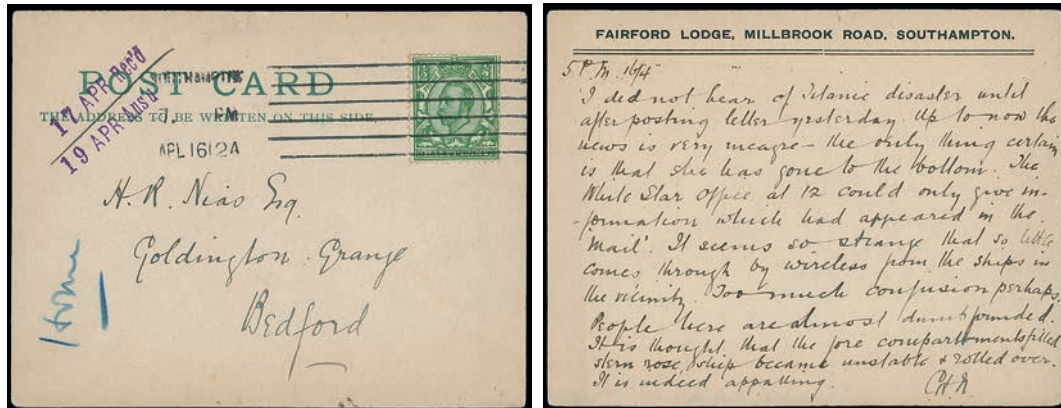 POST CARD
THE ADDRESS TO BE WRITTEN ON THIS SIDE.
17 APR Rec'd
19 APR Ans'd
SOUTHAMPTON
7. PM
APL 16 12A
H. R. Nias Esq.
Goldington Grange
Bedford
Home
FAIRFORD LODGE, MILLBROOK ROAD, SOUTHAMPTON.
5 P.M. 16/4
I did not hear of Titanic disaster until
after posting letter yesterday. Up to now the
news is very meagre - the only thing certain
is that she has gone to the bottom. The
White Star Office at 12 could only give in-
-formation which had appeared in the
'Mail'. It seems so strange that so little
comes through by wireless from the ships in
the vicinity. Too much confusion perhaps.
People here are almost dumbfounded.
It is thought that the fore compartments filled
stern rose, ship became unstable & rolled over.
It is indeed appalling. CHN